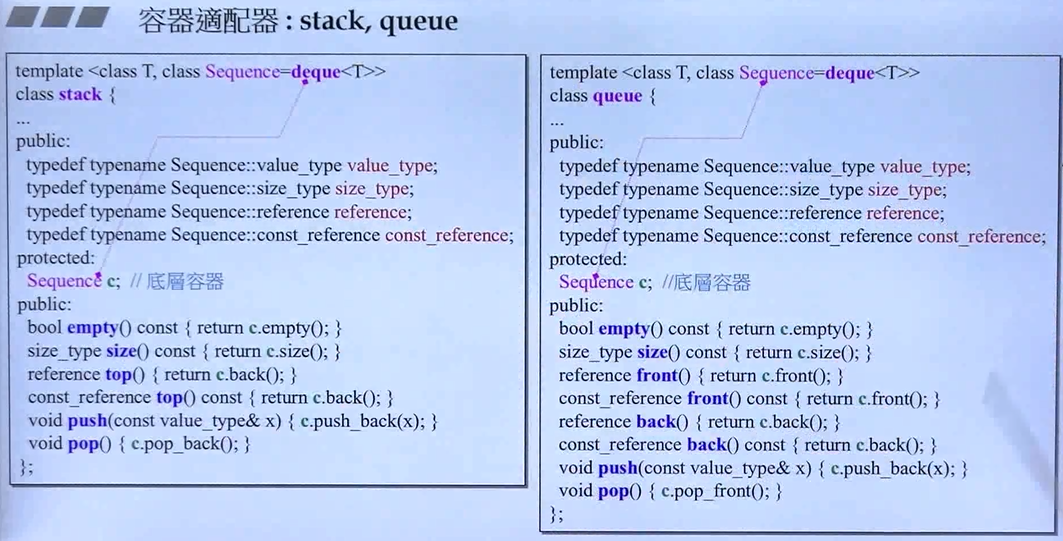 容器適配器 : stack, queue
template <class T, class Sequence=deque<T>>
class stack {
...
public:
typedef typename Sequence::value_type value_type;
typedef typename Sequence::size_type size_type;
typedef typename Sequence::reference reference;
typedef typename Sequence::const_reference const_reference;
protected:
Sequence c; // 底層容器
public:
bool empty() const { return c.empty(); }
size_type size() const { return c.size(); }
reference top() { return c.back(); }
const_reference top() const { return c.back(); }
void push(const value_type& x) { c.push_back(x); }
void pop() { c.pop_back(); }
};
template <class T, class Sequence=deque<T>>
class queue {
...
public:
typedef typename Sequence::value_type value_type;
typedef typename Sequence::size_type size_type;
typedef typename Sequence::reference reference;
typedef typename Sequence::const_reference const_reference;
protected:
Sequence c; //底層容器
public:
bool empty() const { return c.empty(); }
size_type size() const { return c.size(); }
reference front() { return c.front(); }
const_reference front() const { return c.front(); }
reference back() { return c.back(); }
const_reference back() const { return c.back(); }
void push(const value_type& x) { c.push_back(x); }
void pop() { c.pop_front(); }
};